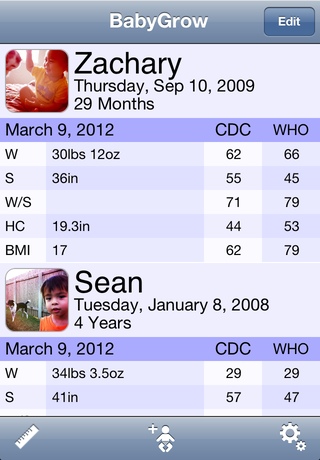 BabyGrow
Edit
Zachary
Thursday, Sep 10, 2009
29 Months
March 9, 2012 CDC WHO
W 30lbs 12oz 62 66
S 36in 55 45
W/S 71 79
HC 19.3in 44 53
BMI 17 62 79
Sean
Tuesday, January 8, 2008
4 Years
March 9, 2012 CDC WHO
W 34lbs 3.5oz 29 29
S 41in 57 47